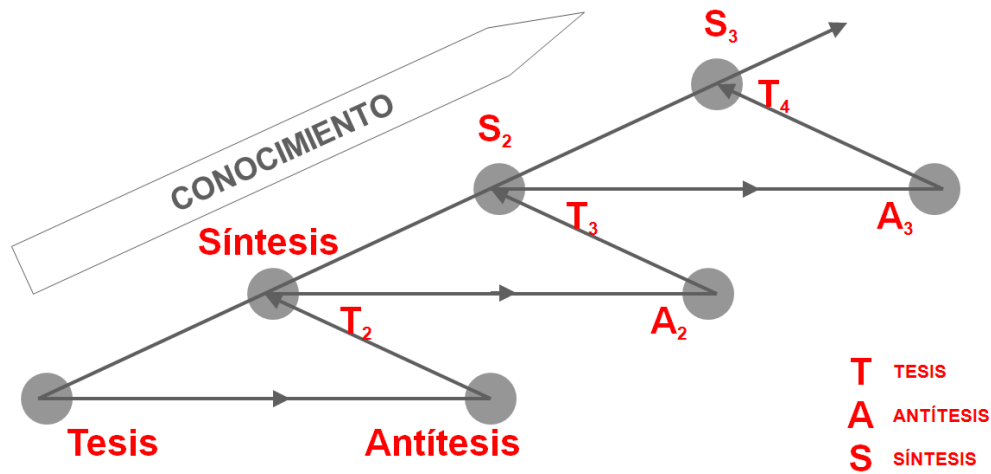 S₃
CONOCIMIENTO
T₄
S₂
T₃
A₃
Síntesis
T₂
A₂
Tesis
Antítesis
T TESIS
A ANTÍTESIS
S SÍNTESIS